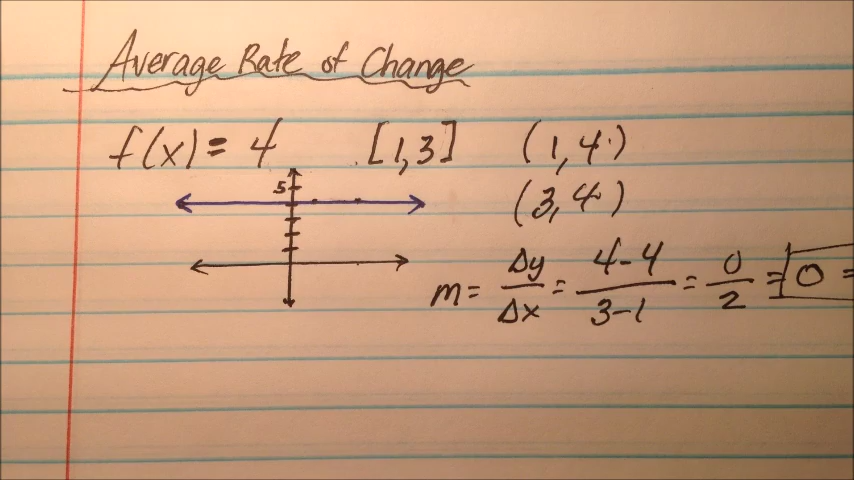 Average Rate of Change
f(x) = 4 [1,3] (1,4)
(3,4)
5
m = Δy/Δx = 4-4/3-1 = 0/2 = 0 =